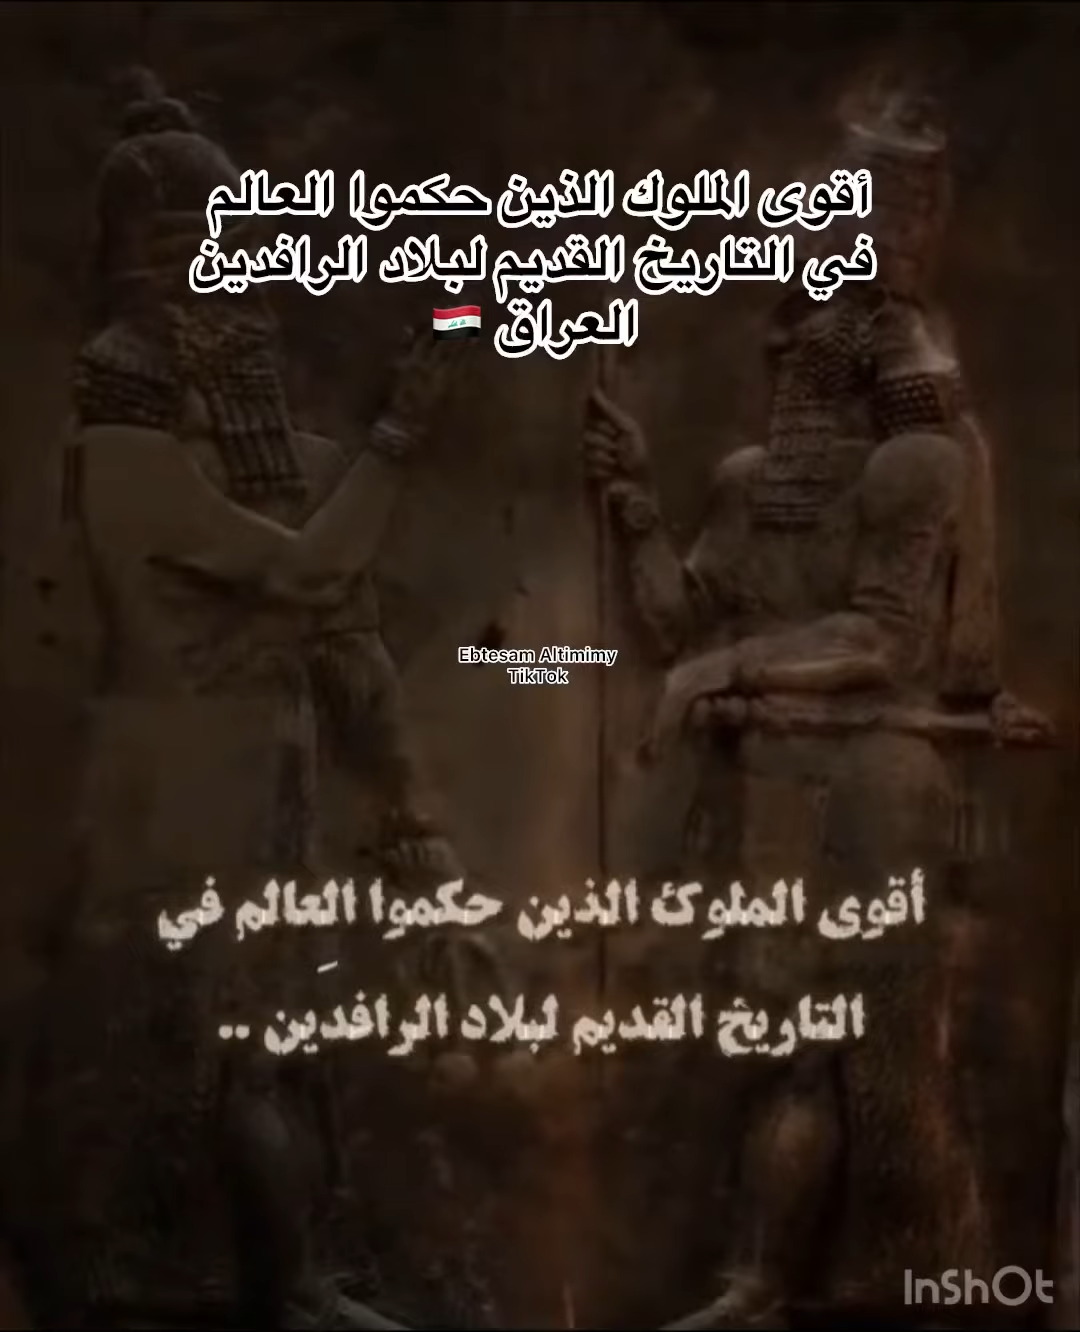 أقوى الملوك الذين حكموا العالم
في التاريخ القديم لبلاد الرافدين
العراق 🇮🇶
Ebtesam Altimimy
TikTok
أقوى الملوك الذين حكموا العالم في
التاريخ القديم لبلاد الرافدين ..
InShOt